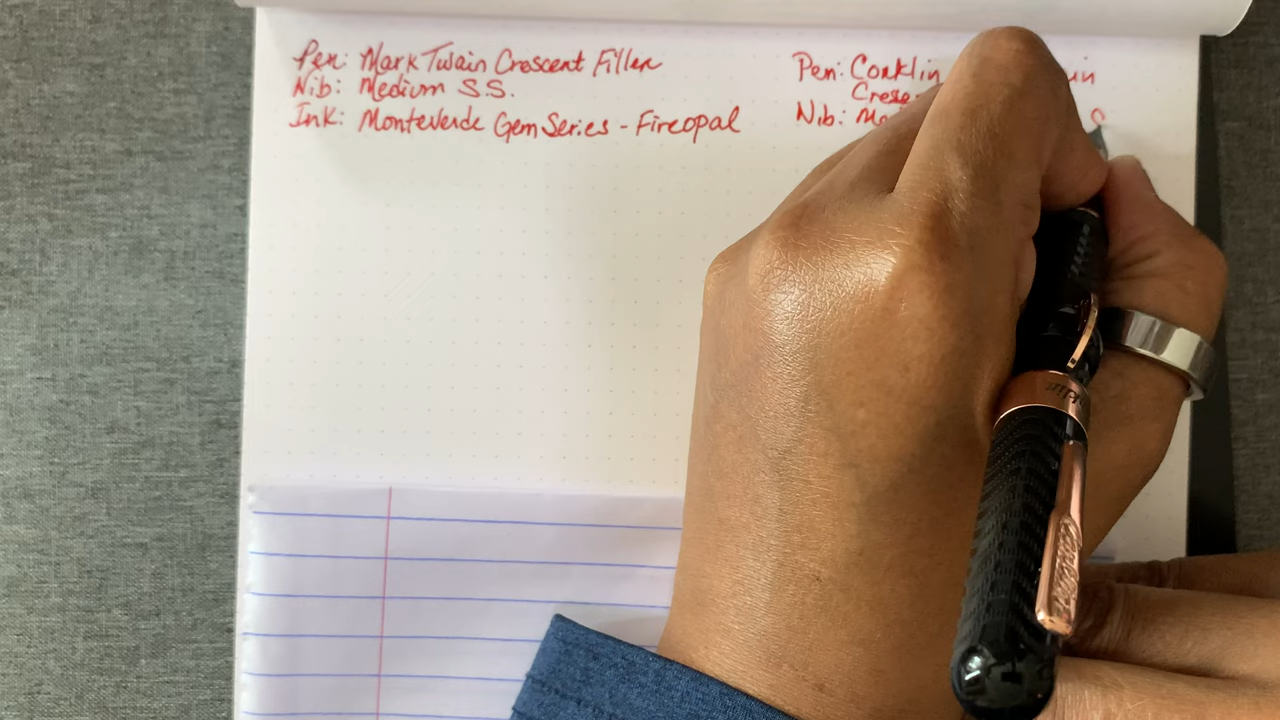 Pen: Mark Twain Crescent Filler
Nib: Medium S.S.
Ink: Monteverde Gem Series - Fireopal
Pen: Conklin
Nib: